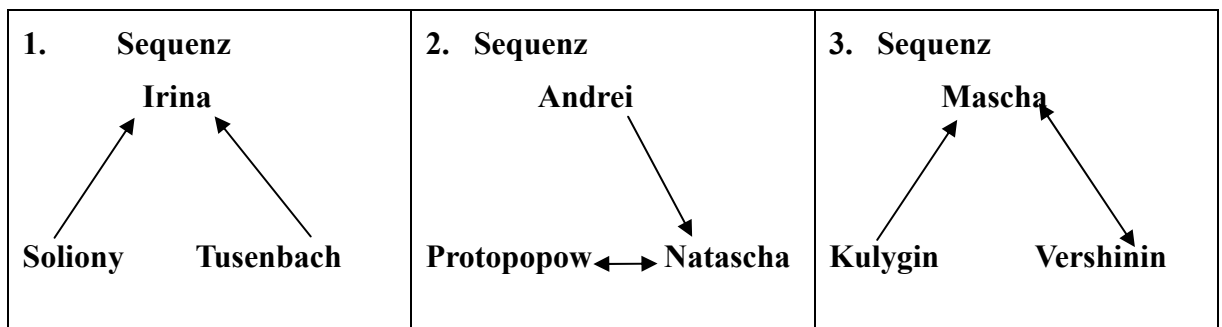 1. Sequenz
Irina
Soliony Tusenbach
2. Sequenz
Andrei
Protopopow Natascha
3. Sequenz
Mascha
Kulygin Vershinin